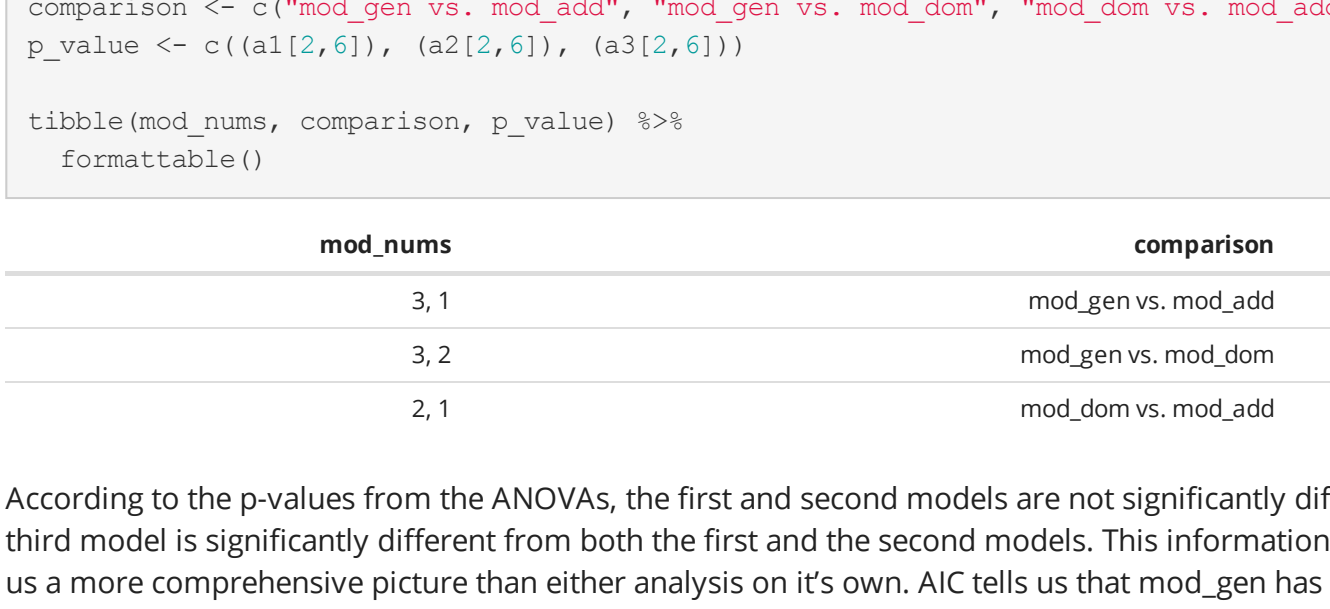 comparison <- c("mod_gen vs. mod_add", "mod_gen vs. mod_dom", "mod_dom vs. mod_add
p_value <- c((a1[2,6]), (a2[2,6]), (a3[2,6]))
tibble(mod_nums, comparison, p_value) %>%
  formattable()
mod_nums comparison
3, 1 mod_gen vs. mod_add
3, 2 mod_gen vs. mod_dom
2, 1 mod_dom vs. mod_add
According to the p-values from the ANOVAs, the first and second models are not significantly dif
third model is significantly different from both the first and the second models. This information
us a more comprehensive picture than either analysis on it’s own. AIC tells us that mod_gen has